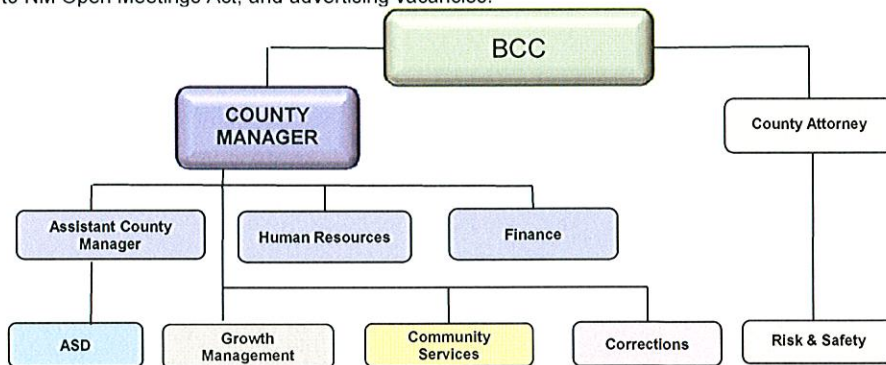 to NM Open Meetings Act, and advertising vacancies.
BCC
COUNTY
MANAGER
County Attorney
Assistant County
Manager
Human Resources
Finance
ASD
Growth
Management
Community
Services
Corrections
Risk & Safety